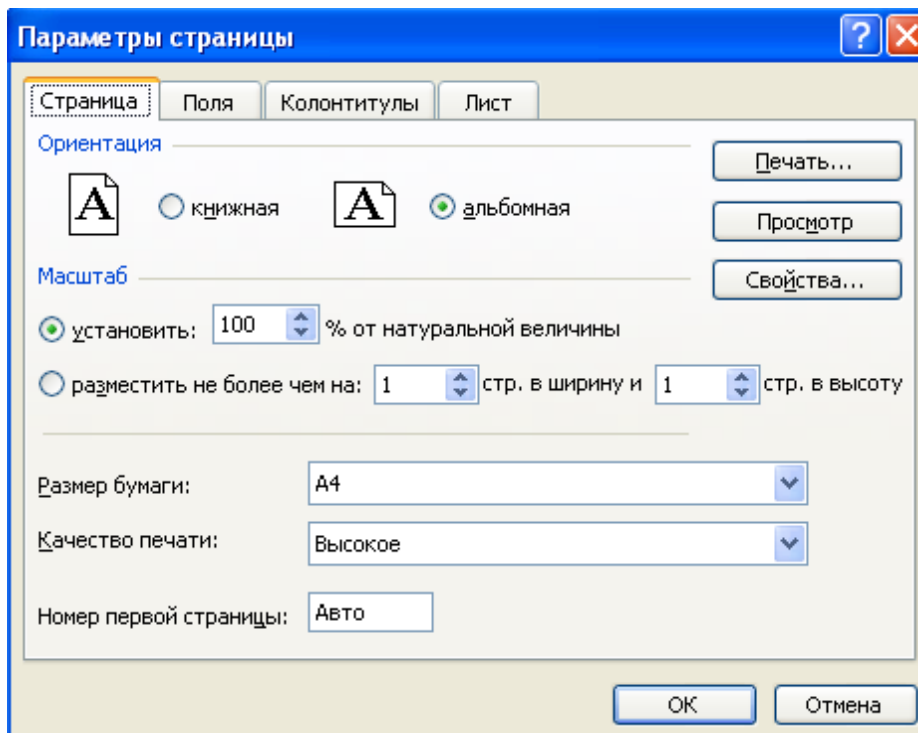 Параметры страницы
Страница Поля Колонтитулы Лист
Ориентация
Печать...
A книжная A альбомная
Просмотр
Масштаб
Свойства...
установить: 100 % от натуральной величины
разместить не более чем на: 1 стр. в ширину и 1 стр. в высоту
Размер бумаги: A4
Качество печати: Высокое
Номер первой страницы: Авто
ОК Отмена